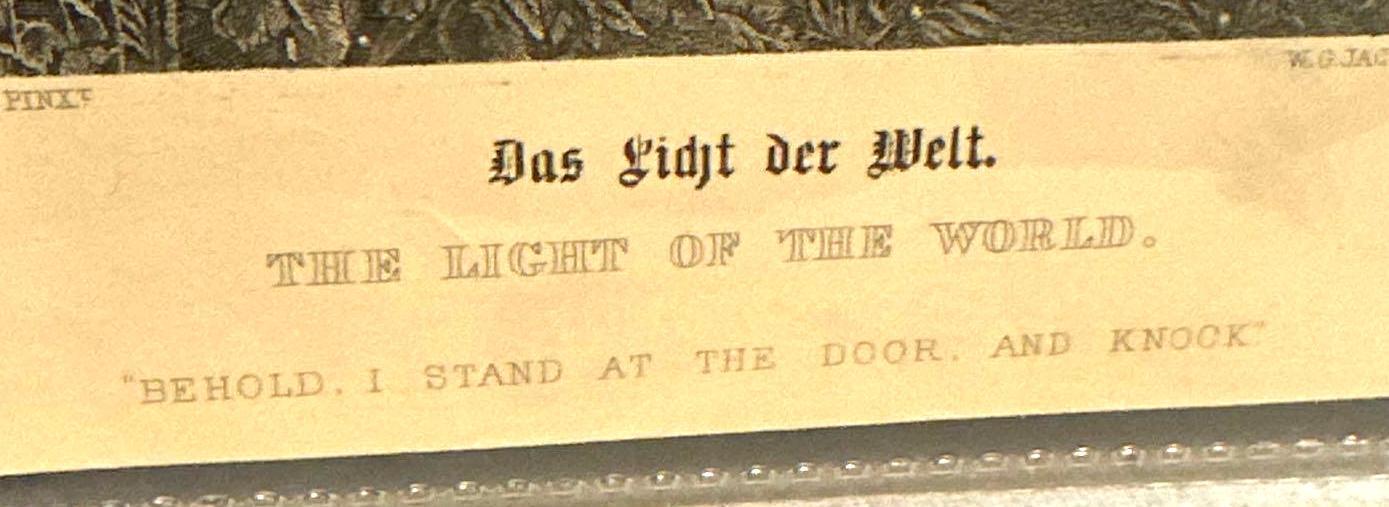 PINXT
W.G.JAC
Das Licht der Welt.
THE LIGHT OF THE WORLD.
"BEHOLD, I STAND AT THE DOOR, AND KNOCK"